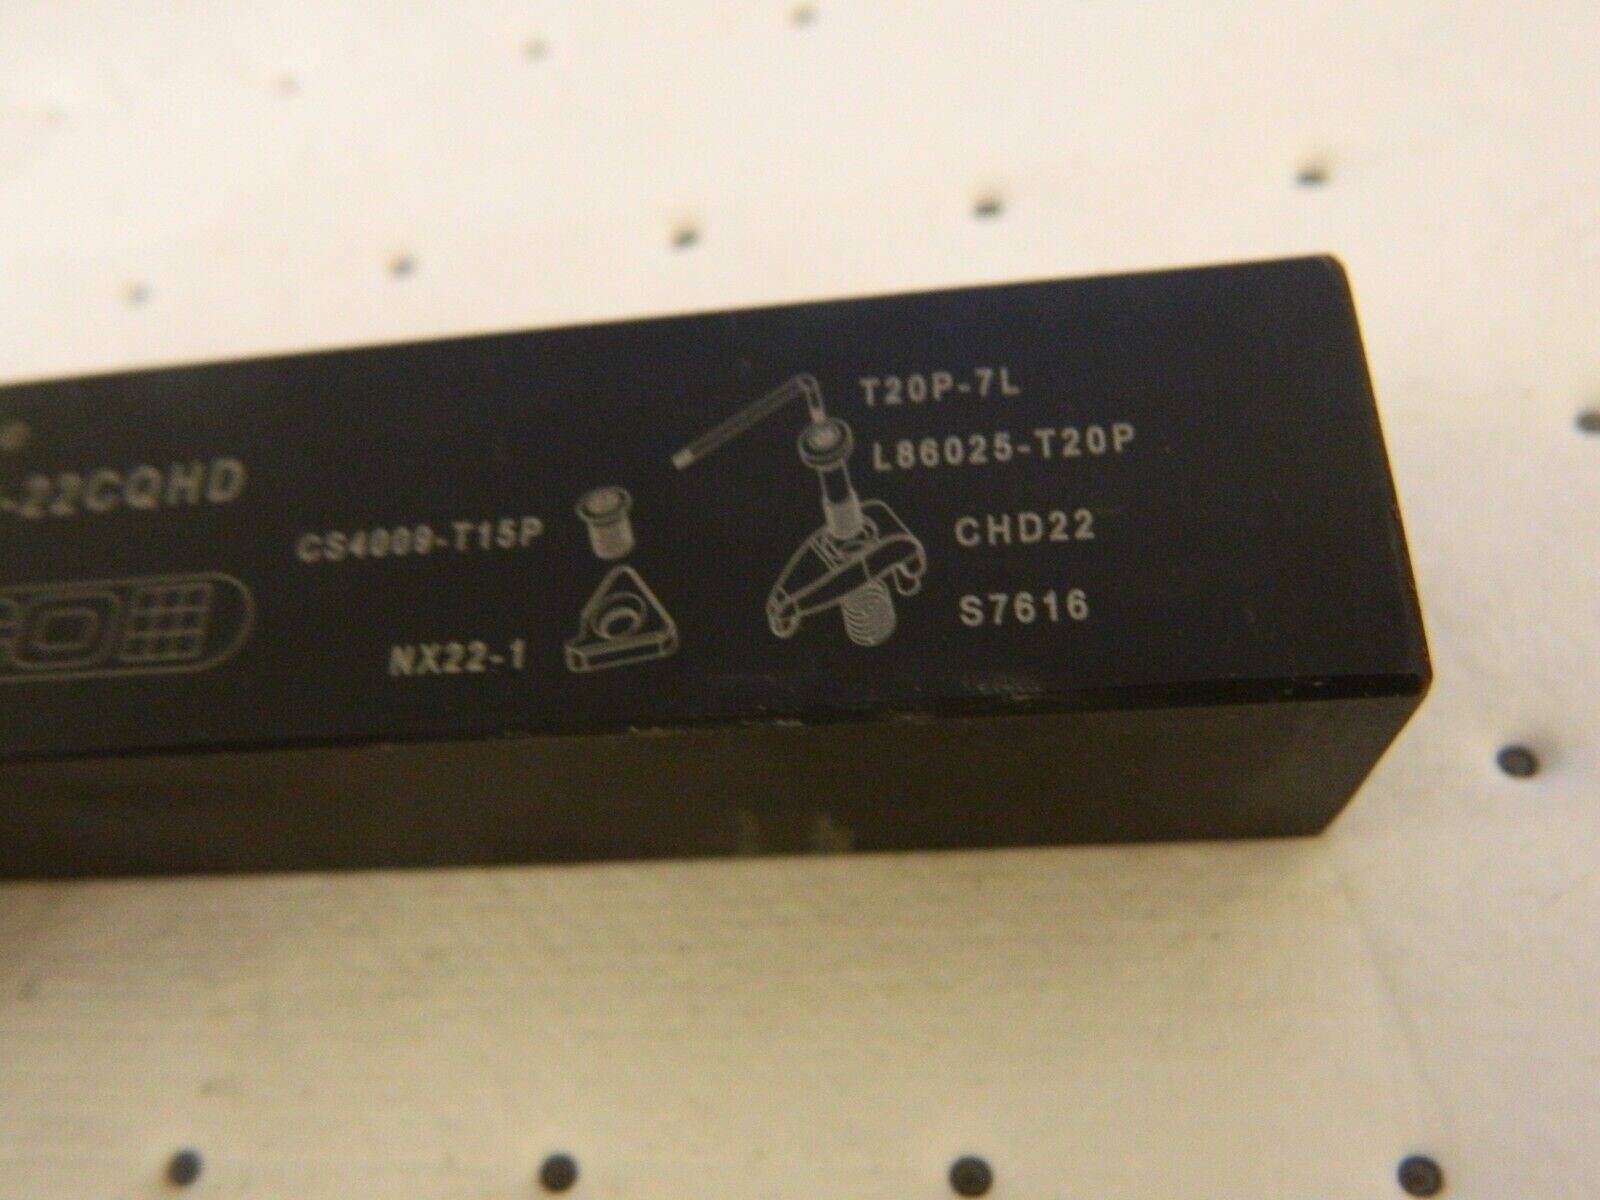 -22CQHD
CS4009-T15P
NX22-1
T20P-7L
L86025-T20P
CHD22
S7616